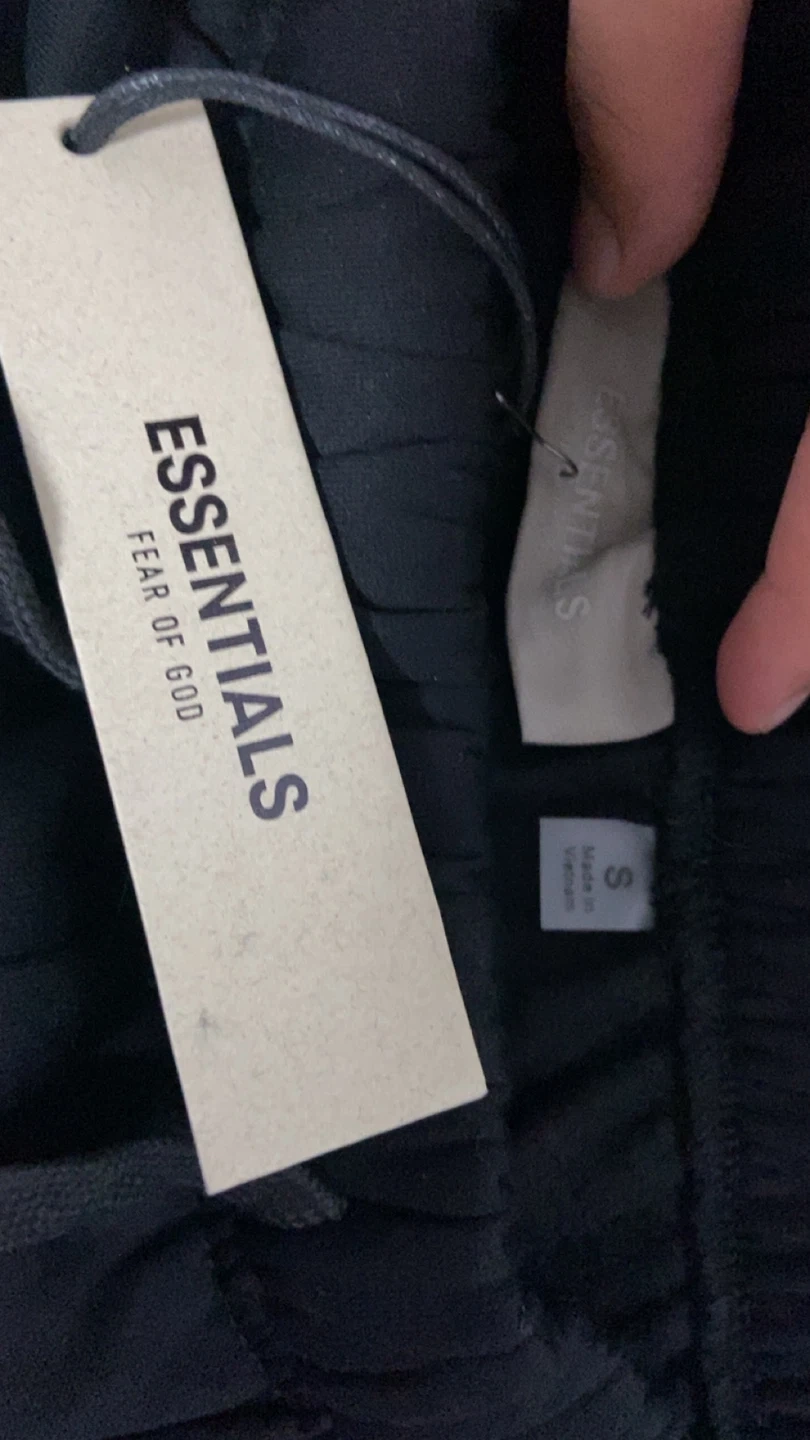 ESSENTIALS
FEAR OF GOD
ESSENTIALS
S
Made in
Vietnam